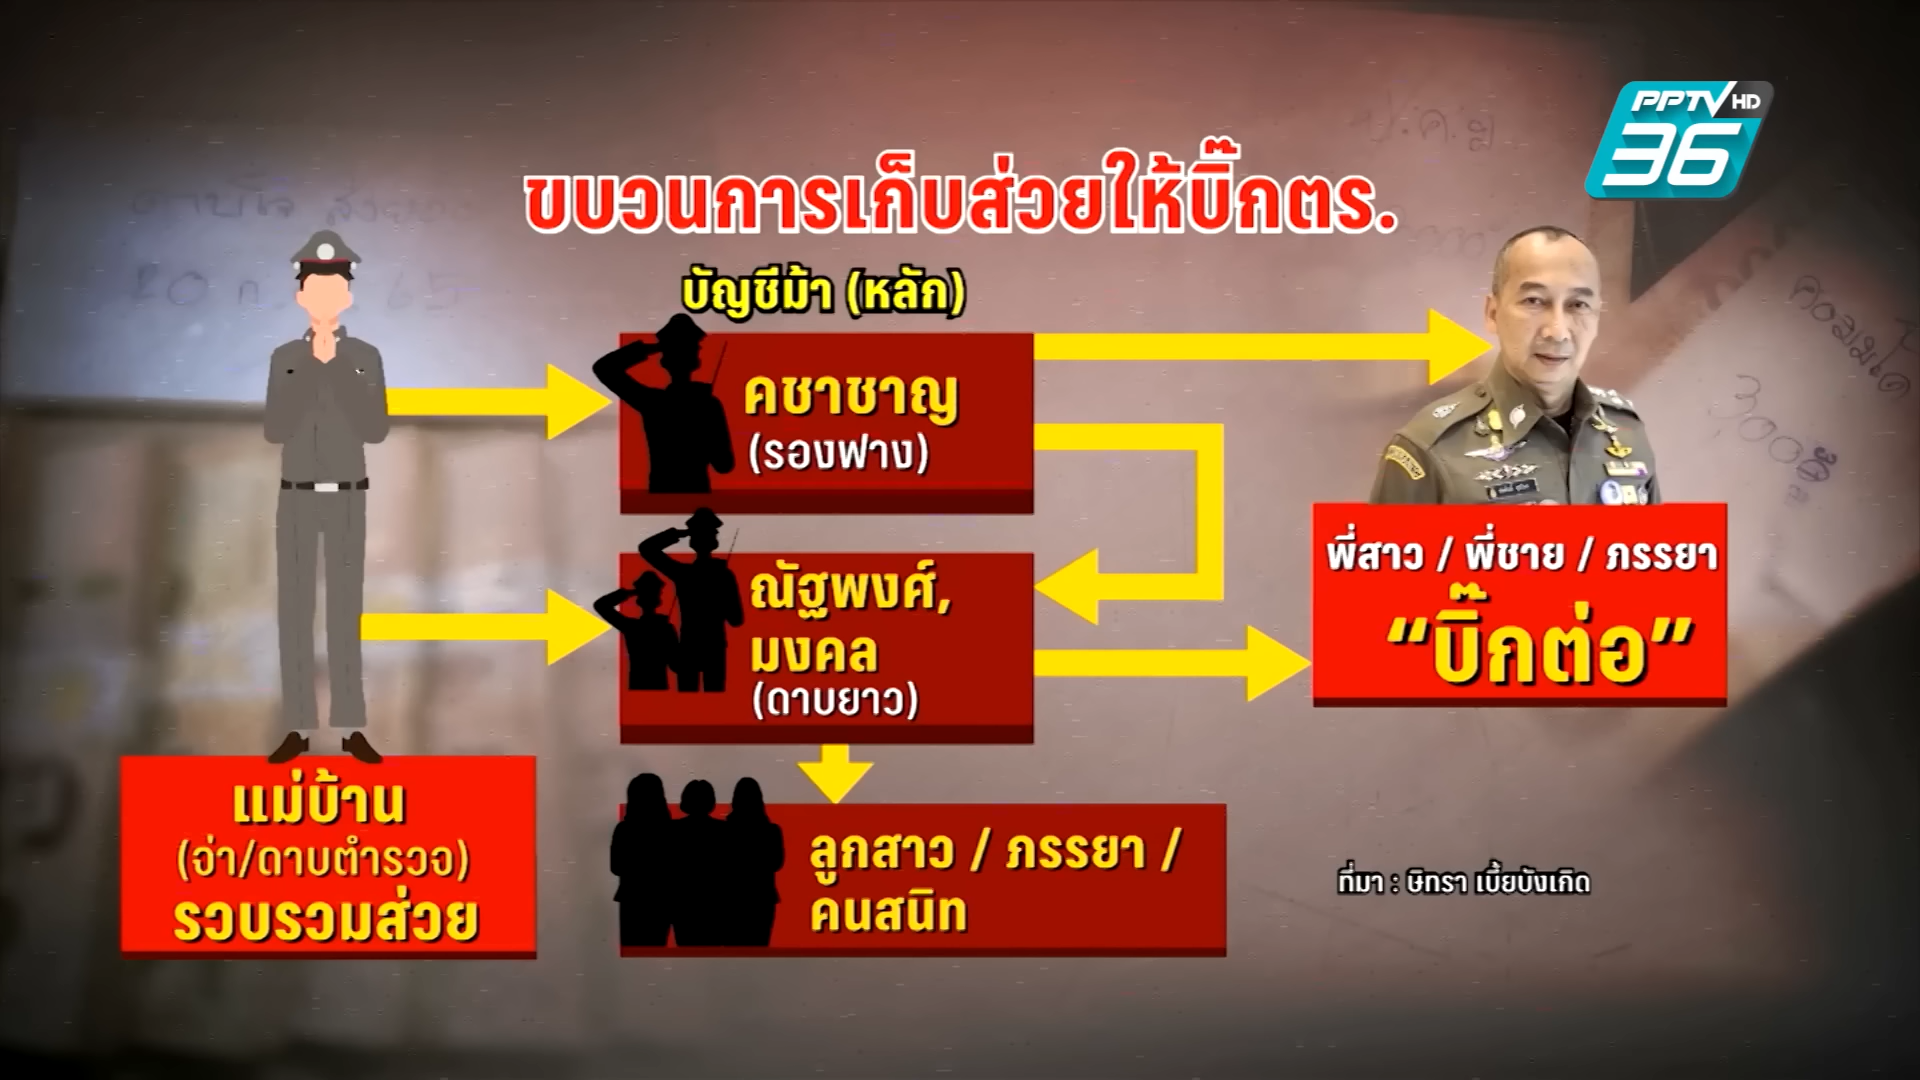 PPTV HD
36
ขบวนการเก็บส่วยให้บิ๊กตร.
บัญชีม้า (หลัก)
คชาชาญ
(รองฟาง)
ณัฐพงศ์,
มงคล
(ดาบยาว)
พี่สาว / พี่ชาย / ภรรยา
“บิ๊กต่อ”
แม่บ้าน
(จ่า/ดาบตำรวจ)
รวบรวมส่วย
ลูกสาว / ภรรยา /
คนสนิท
ที่มา : ษิทรา เบี้ยบังเกิด